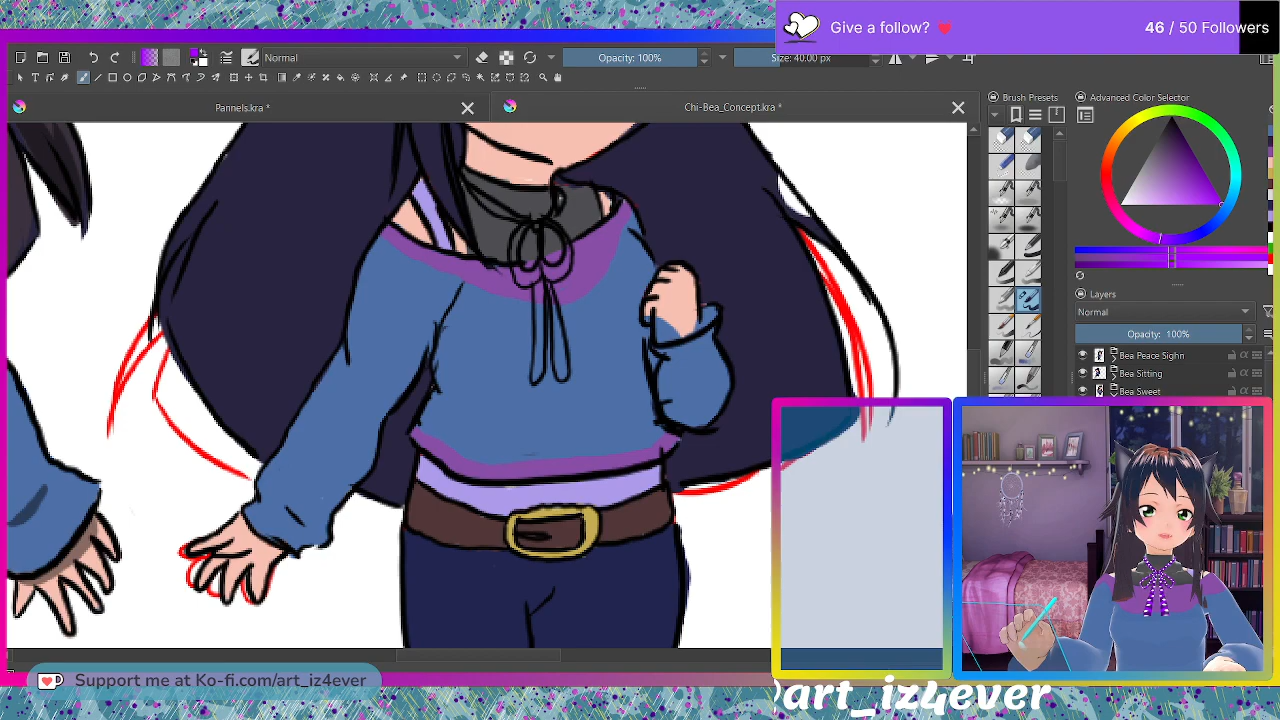 Give a follow?
46 / 50 Followers
Normal
Opacity: 100%
Size: 40.00 px
Pannels.kra *
Chi-Bea_Concept.kra *
Brush Presets
Advanced Color Selector
Layers
Normal
Opacity: 100%
Bea Peace Sighn
Bea Sitting
Bea Sweet
Support me at Ko-fi.com/art_iz4ever
@art_iz4ever